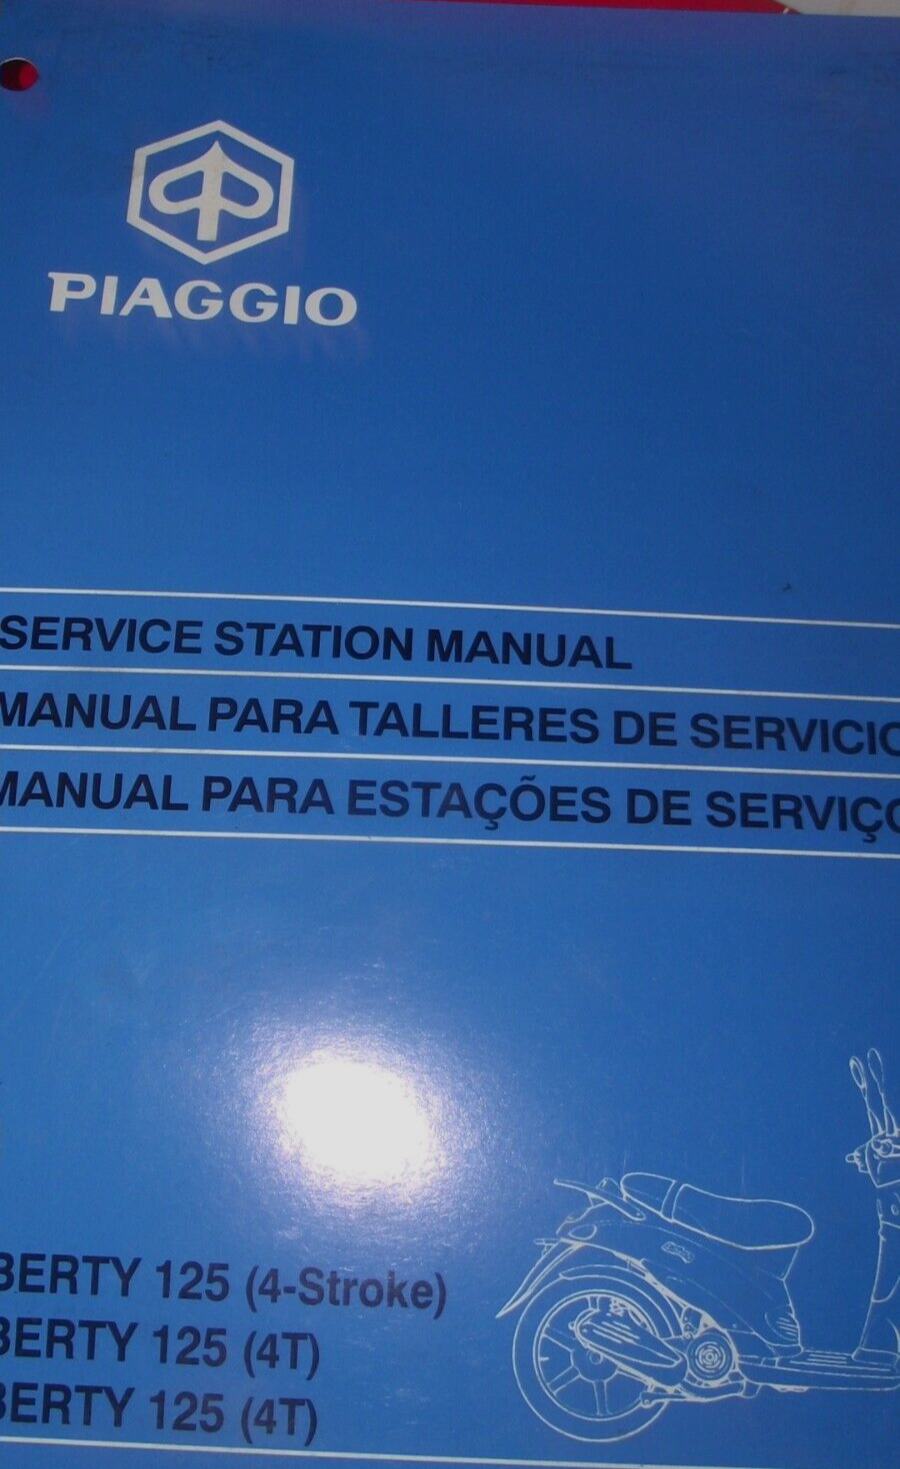 PIAGGIO
SERVICE STATION MANUAL
MANUAL PARA TALLERES DE SERVICIO
MANUAL PARA ESTAÇÕES DE SERVIÇO
BERTY 125 (4-Stroke)
BERTY 125 (4T)
BERTY 125 (4T)